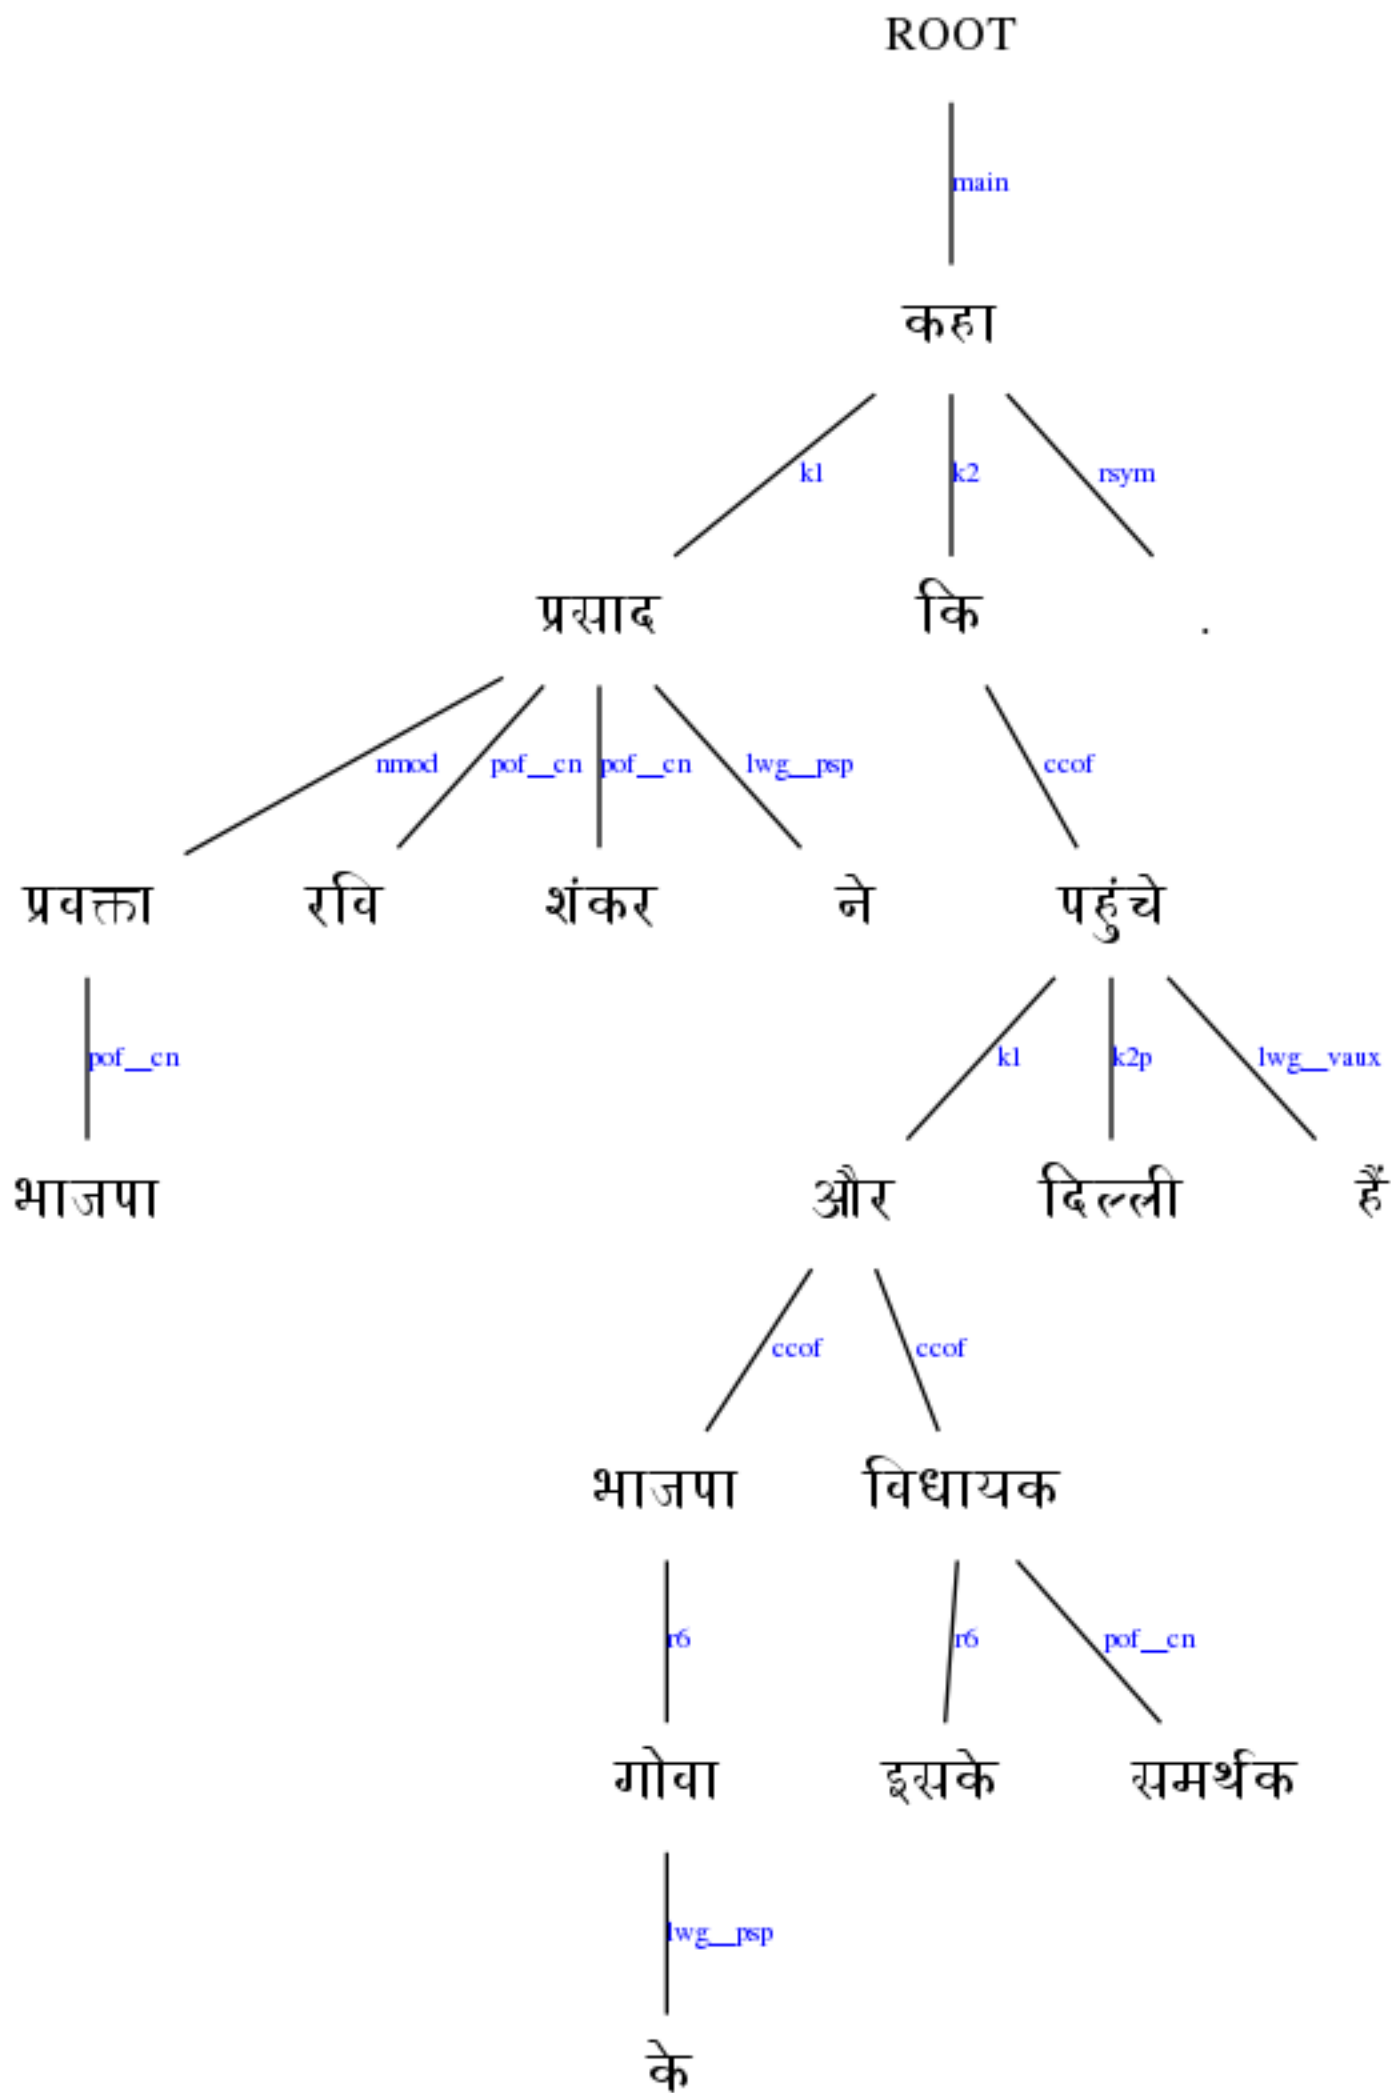 ROOT
main
कहा
k1 k2 rsym
प्रसाद कि .
nmod pof__cn pof__cn lwg__psp ccof
प्रवक्ता रवि शंकर ने पहुंचे
pof__cn k1 k2p lwg__vaux
भाजपा और दिल्ली हैं
ccof ccof
भाजपा विधायक
r6 r6 pof__cn
गोवा इसके समर्थक
lwg__psp
के